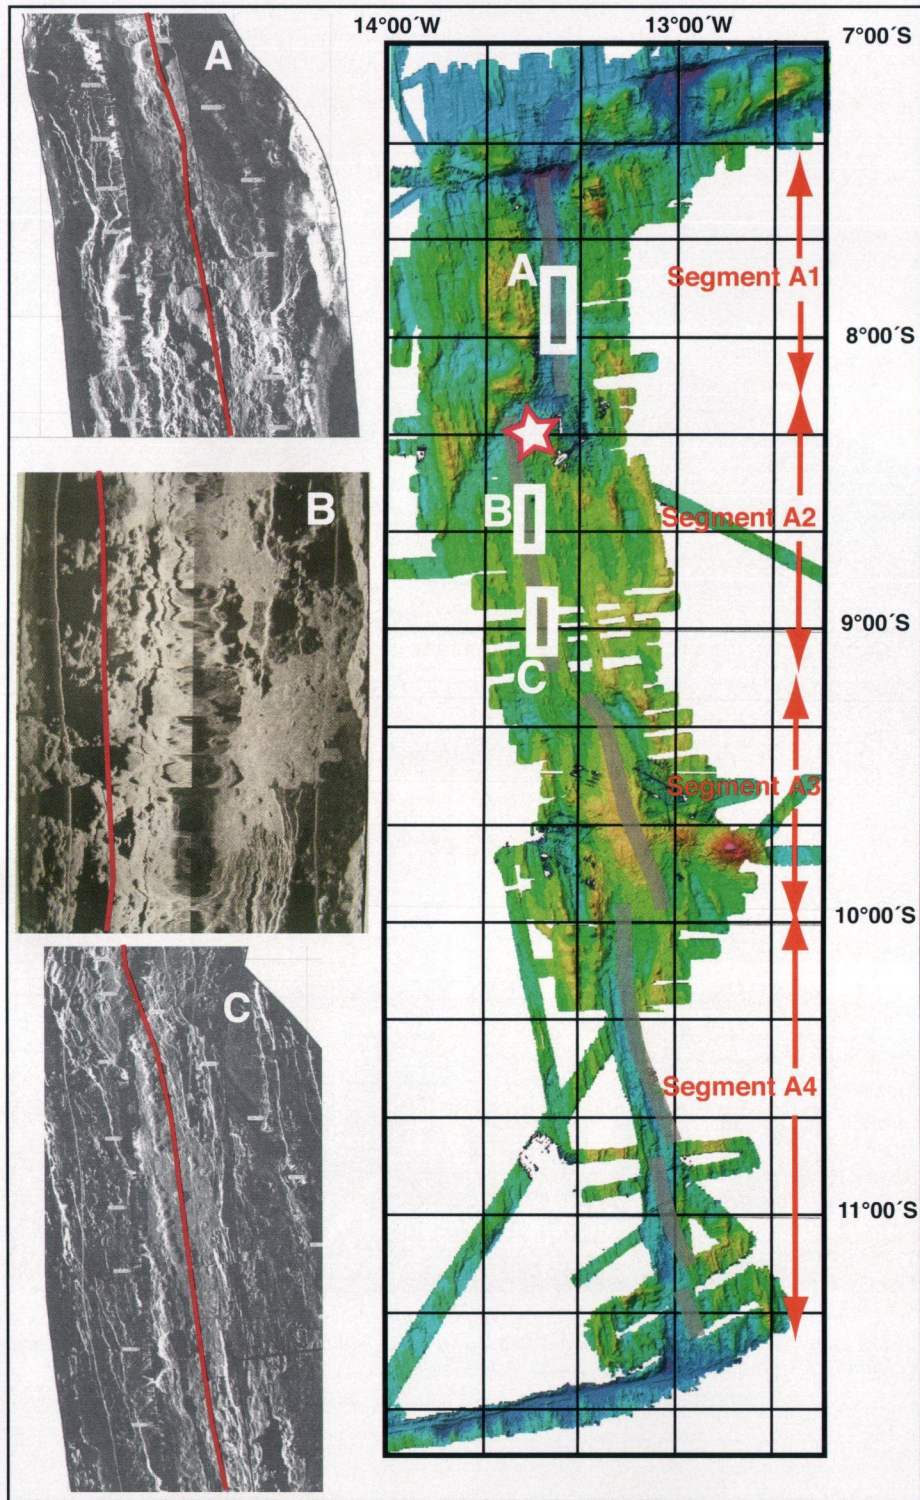 14°00´W
13°00´W
7°00´S
A
A
Segment A1
8°00´S
B
B
Segment A2
9°00´S
C
Segment A3
10°00´S
C
Segment A4
11°00´S